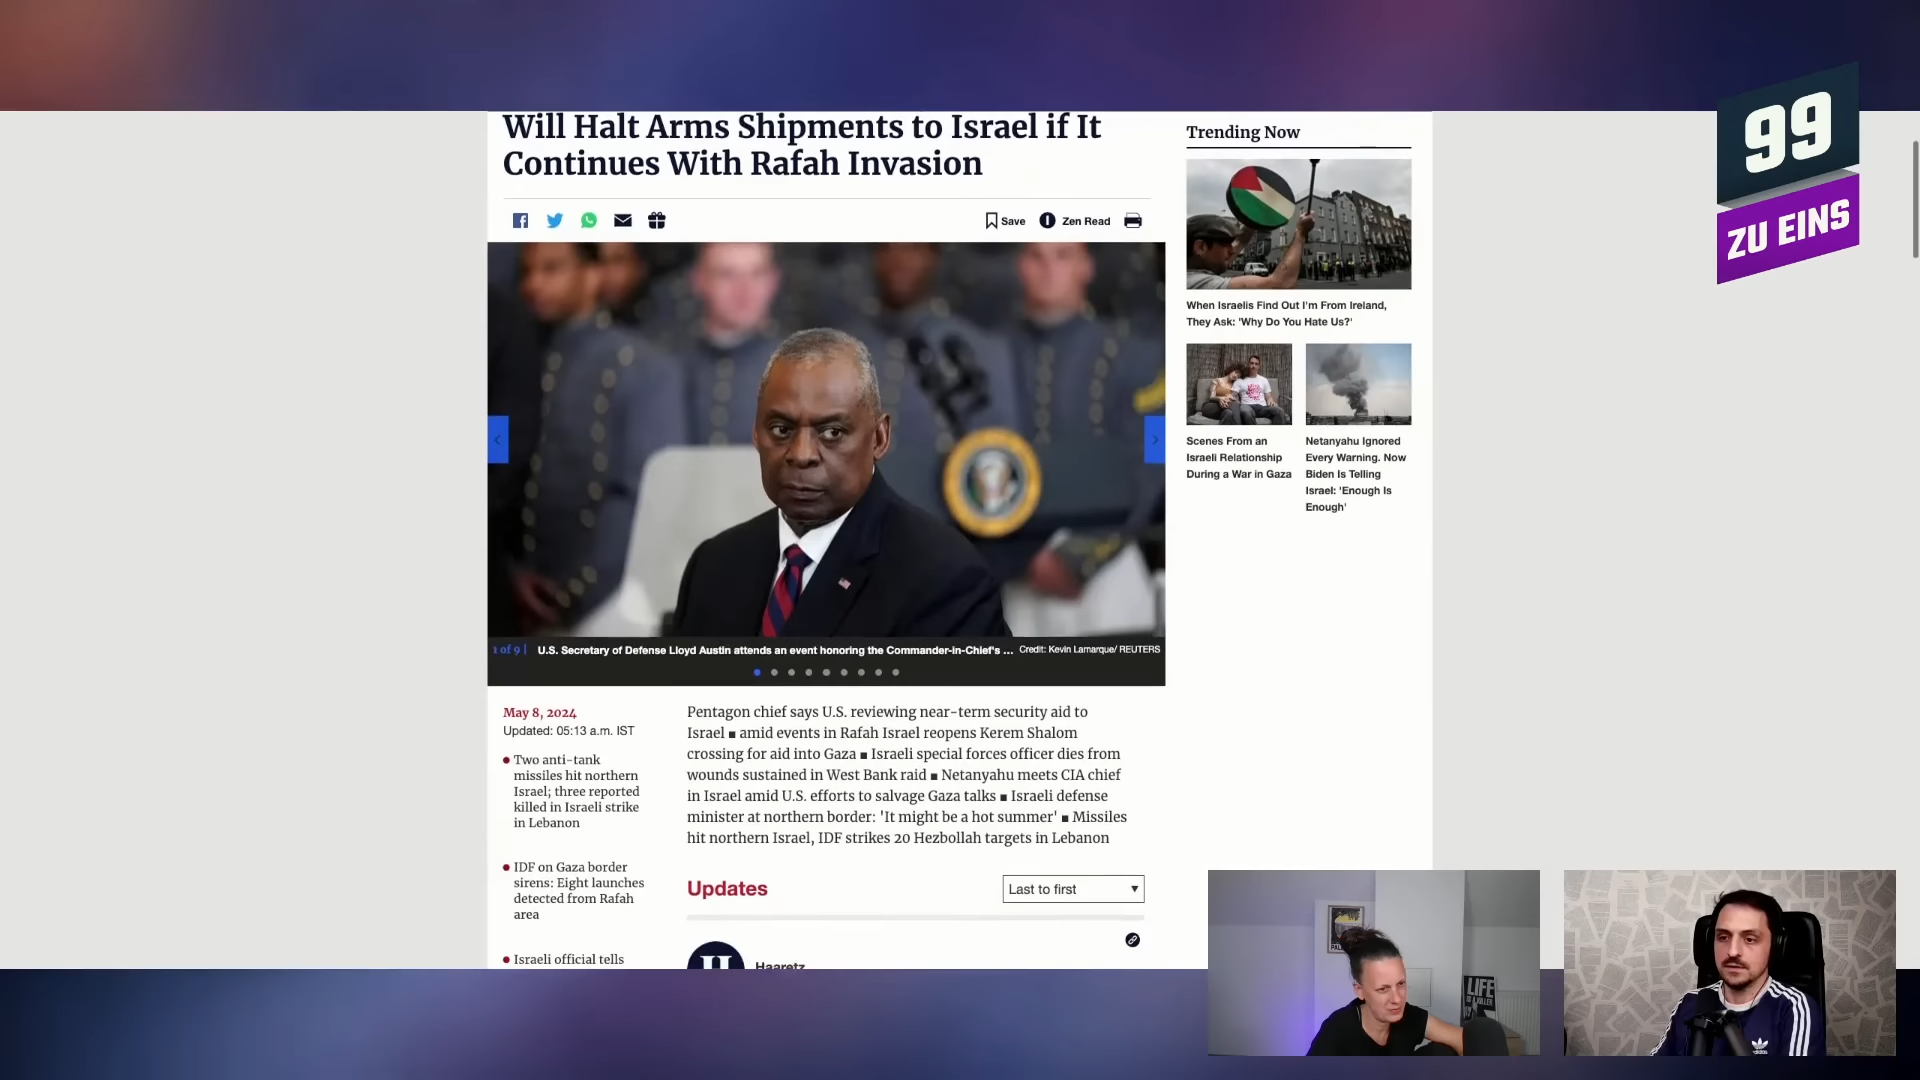 Will Halt Arms Shipments to Israel if It
Continues With Rafah Invasion
Save
Zen Read
1 of 9 |
U.S. Secretary of Defense Lloyd Austin attends an event honoring the Commander-in-Chief's ...
Credit: Kevin Lamarque/ REUTERS
May 8, 2024
Updated: 05:13 a.m. IST
Two anti-tank
missiles hit northern
Israel; three reported
killed in Israeli strike
in Lebanon
IDF on Gaza border
sirens: Eight launches
detected from Rafah
area
Israeli official tells
Pentagon chief says U.S. reviewing near-term security aid to
Israel ■ amid events in Rafah Israel reopens Kerem Shalom
crossing for aid into Gaza ■ Israeli special forces officer dies from
wounds sustained in West Bank raid ■ Netanyahu meets CIA chief
in Israel amid U.S. efforts to salvage Gaza talks ■ Israeli defense
minister at northern border: 'It might be a hot summer' ■ Missiles
hit northern Israel, IDF strikes 20 Hezbollah targets in Lebanon
Updates
Last to first
Haaretz
Trending Now
When Israelis Find Out I'm From Ireland,
They Ask: 'Why Do You Hate Us?'
Scenes From an
Israeli Relationship
During a War in Gaza
Netanyahu Ignored
Every Warning. Now
Biden Is Telling
Israel: 'Enough Is
Enough'
99
ZU EINS
LIFE